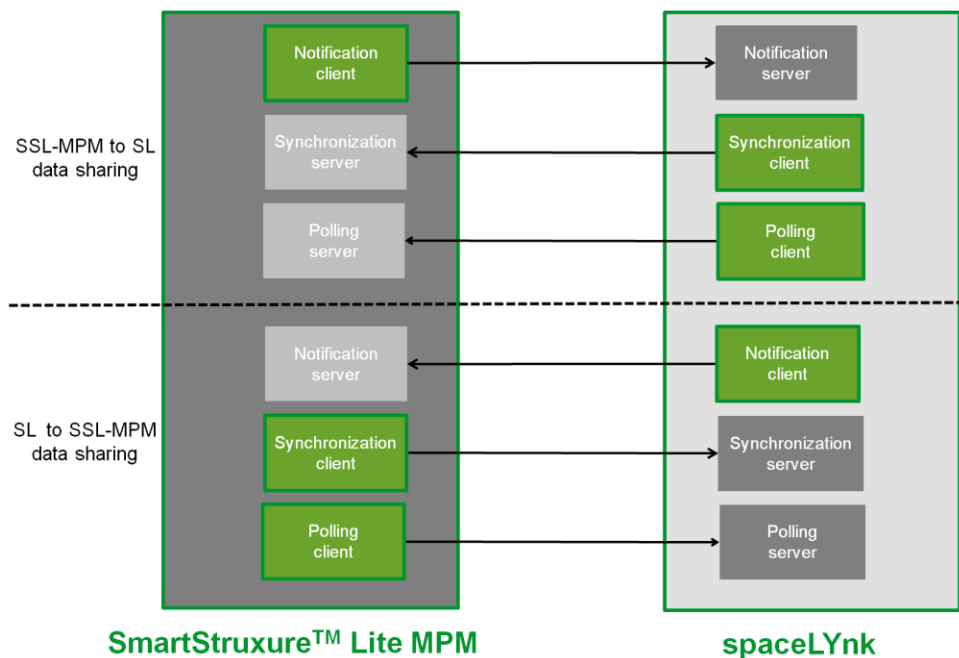 Notification
client
Notification
server
SSL-MPM to SL
data sharing
Synchronization
server
Synchronization
client
Polling
server
Polling
client
Notification
server
Notification
client
SL to SSL-MPM
data sharing
Synchronization
client
Synchronization
server
Polling
client
Polling
server
SmartStruxure™ Lite MPM
spaceLYnk